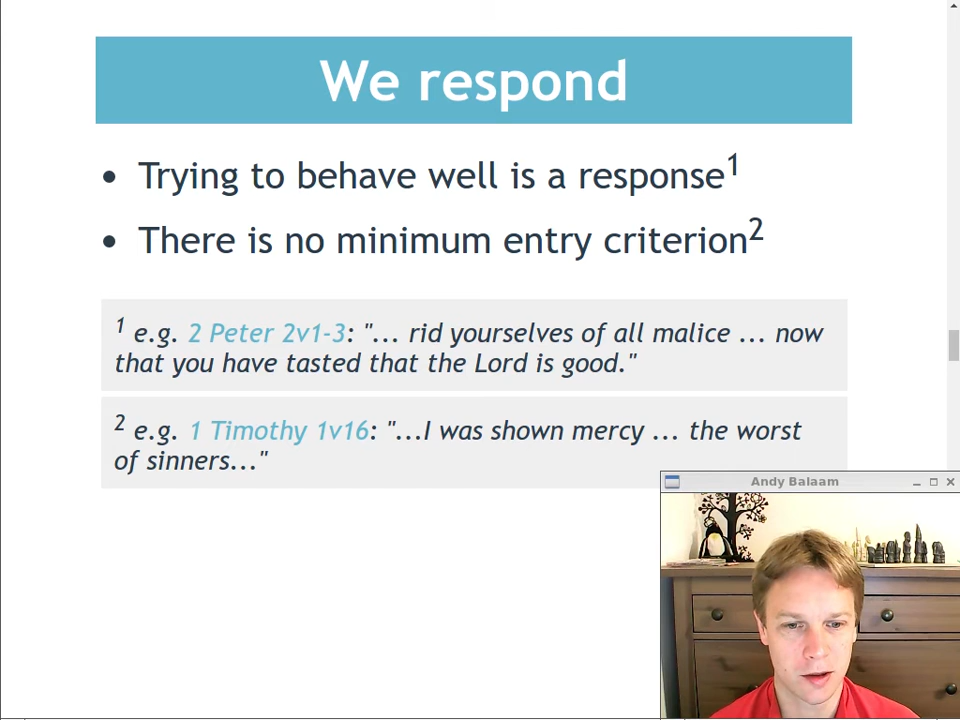 We respond
• Trying to behave well is a response¹
• There is no minimum entry criterion²
¹ e.g. 2 Peter 2v1-3: "... rid yourselves of all malice ... now
that you have tasted that the Lord is good."
² e.g. 1 Timothy 1v16: "...I was shown mercy ... the worst
of sinners..."
Andy Balaam